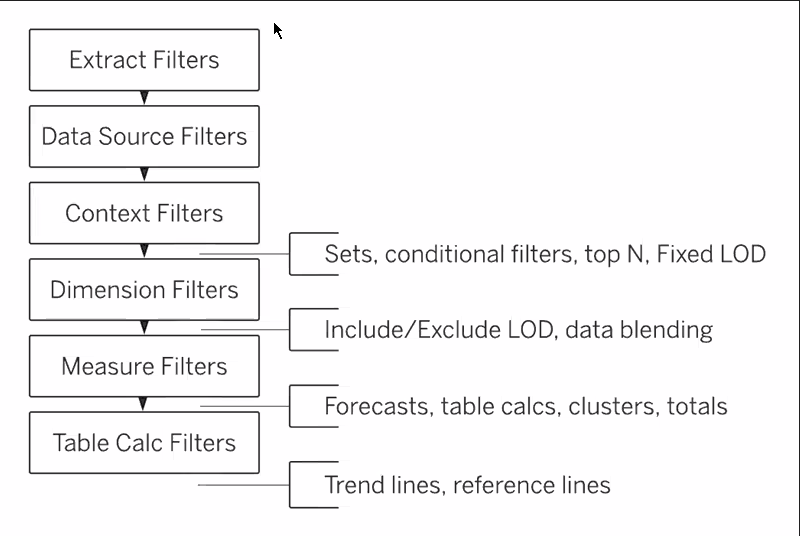 Extract Filters
Data Source Filters
Context Filters
Sets, conditional filters, top N, Fixed LOD
Dimension Filters
Include/Exclude LOD, data blending
Measure Filters
Forecasts, table calcs, clusters, totals
Table Calc Filters
Trend lines, reference lines